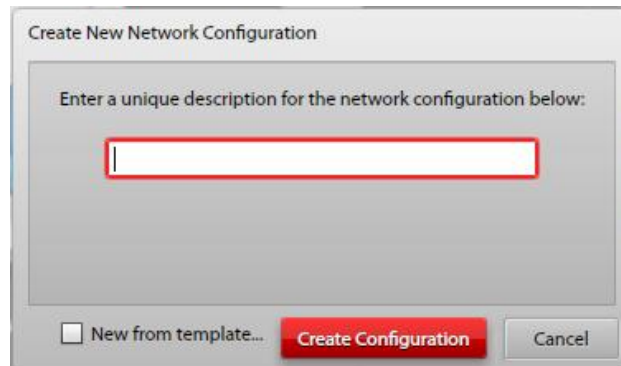 Create New Network Configuration
Enter a unique description for the network configuration below:
New from template...
Create Configuration
Cancel